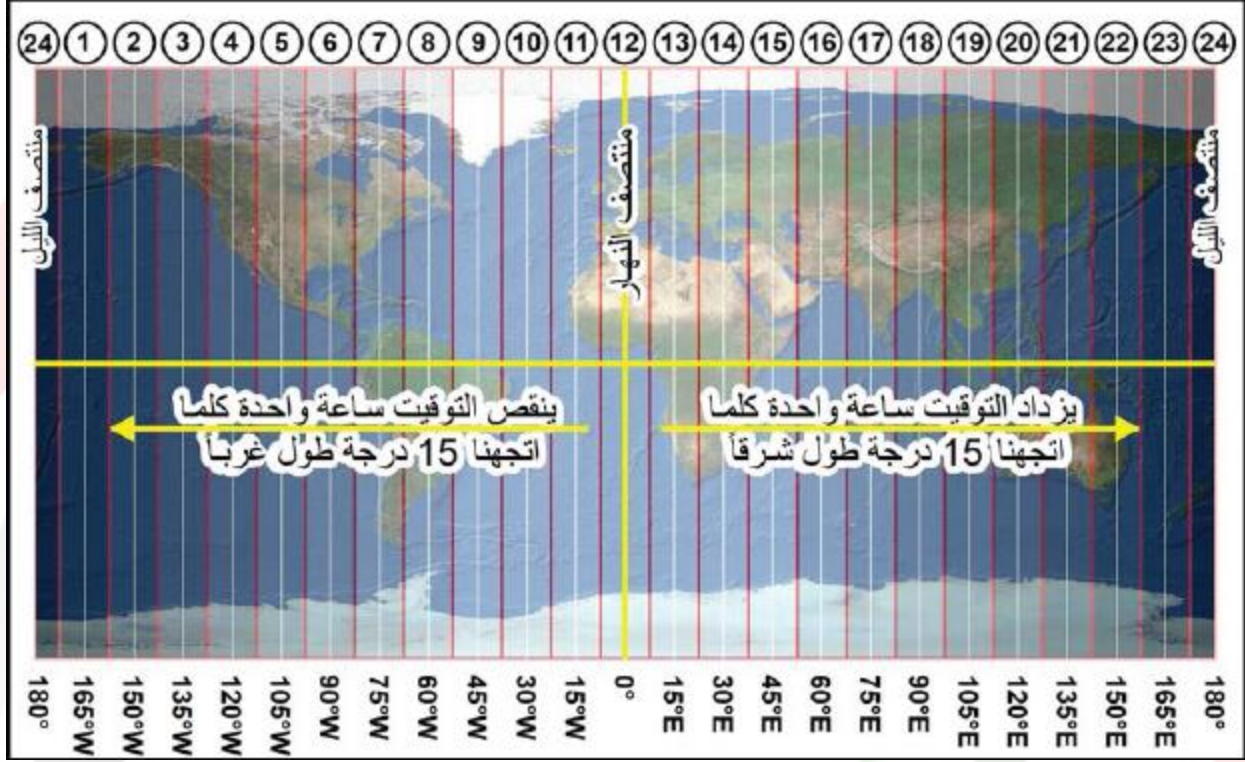 24 1 2 3 4 5 6 7 8 9 10 11 12 13 14 15 16 17 18 19 20 21 22 23 24
منتصف الليل
منتصف النهار
منتصف الليل
يزداد التوقيت ساعة واحدة كلما
اتجهنا 15 درجة طول شرقاً
ينقص التوقيت ساعة واحدة كلما
اتجهنا 15 درجة طول غرباً
180° 165°W 150°W 135°W 120°W 105°W 90°W 75°W 60°W 45°W 30°W 15°W 0° 15°E 30°E 45°E 60°E 75°E 90°E 105°E 120°E 135°E 150°E 165°E 180°